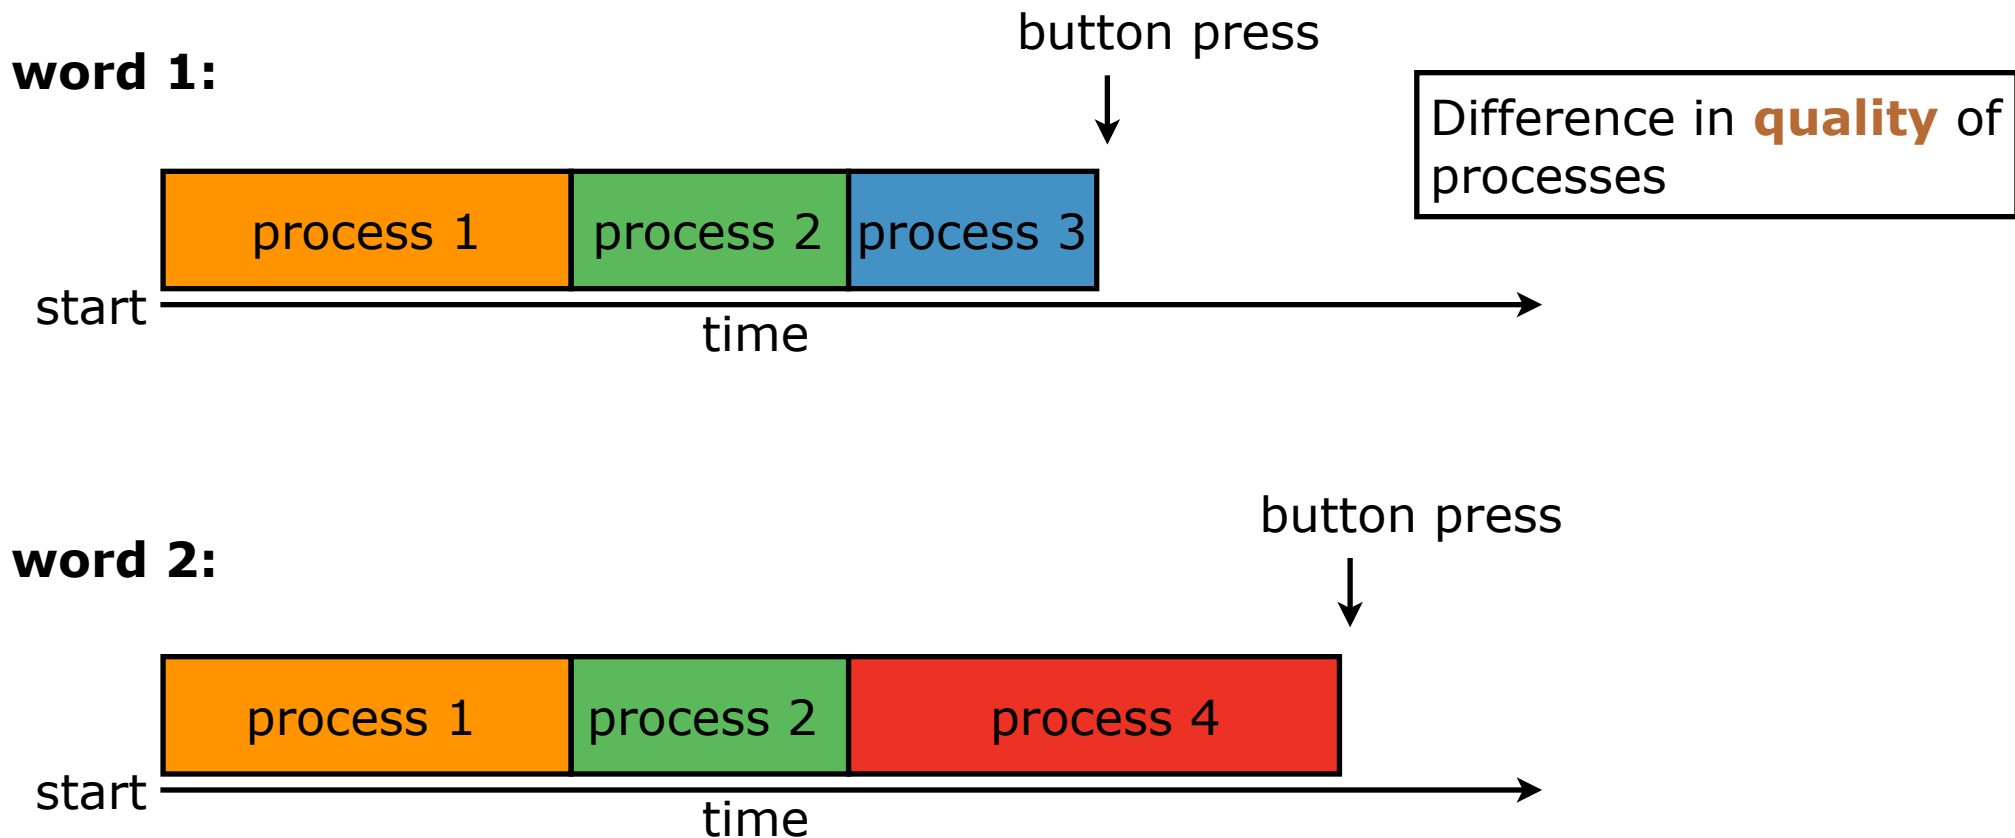 button press
word 1:
Difference in quality of
processes
process 1
process 2
process 3
start
time
button press
word 2:
process 1
process 2
process 4
start
time